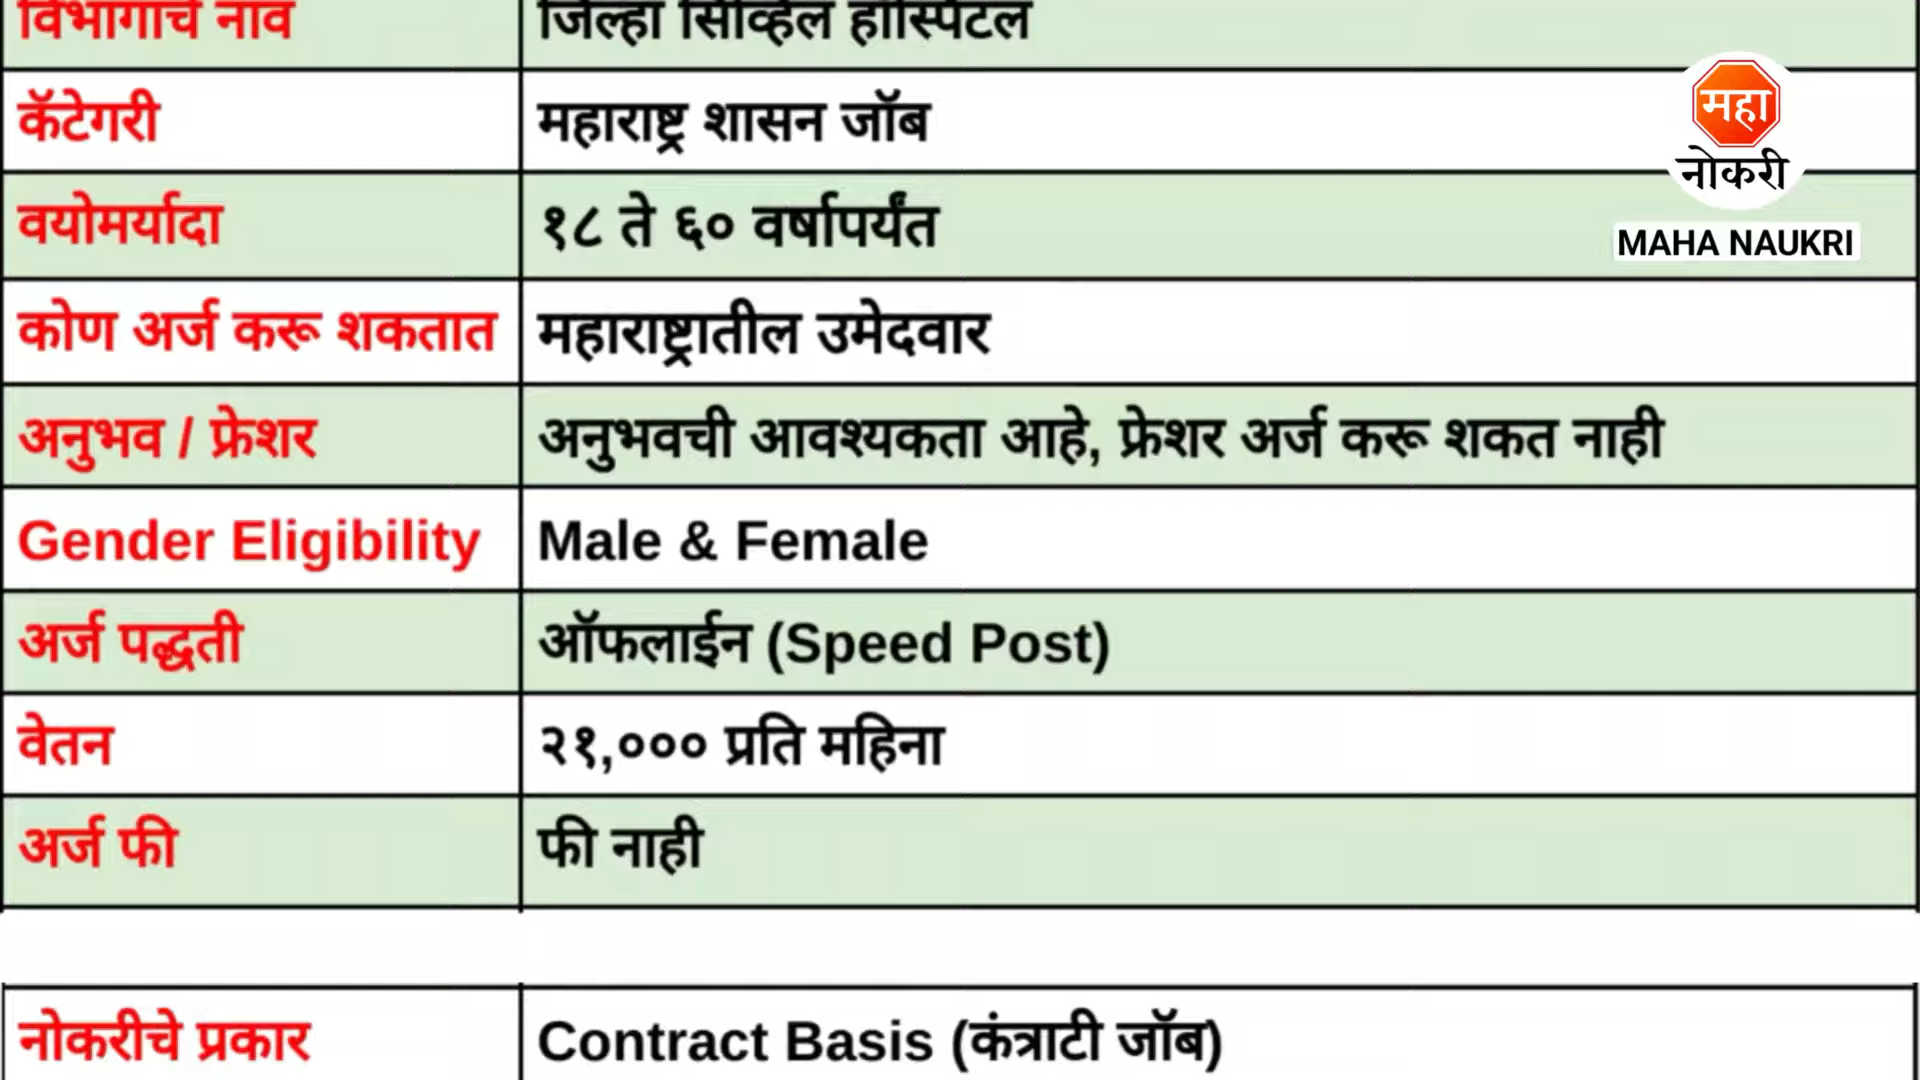 विभागाचे नाव जिल्हा सिव्हिल हॉस्पिटल
कॅटेगरी महाराष्ट्र शासन जॉब
वयोमर्यादा १८ ते ६० वर्षापर्यंत
कोण अर्ज करू शकतात महाराष्ट्रातील उमेदवार
अनुभव / फ्रेशर अनुभवची आवश्यकता आहे, फ्रेशर अर्ज करू शकत नाही
Gender Eligibility Male & Female
अर्ज पद्धती ऑफलाईन (Speed Post)
वेतन २१,००० प्रति महिना
अर्ज फी फी नाही
नोकरीचे प्रकार Contract Basis (कंत्राटी जॉब)
महा
नोकरी
MAHA NAUKRI